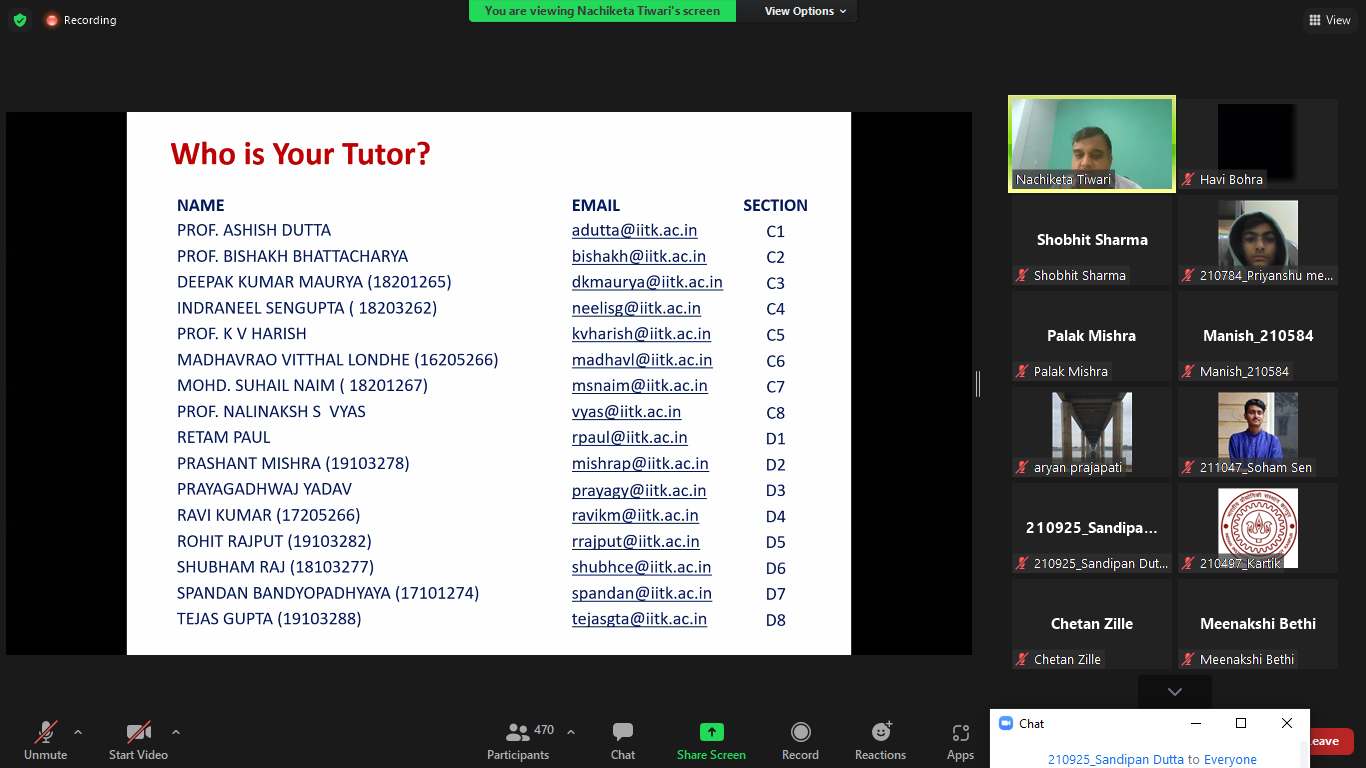 Recording
You are viewing Nachiketa Tiwari's screen
View Options
View
Who is Your Tutor?
NAME EMAIL SECTION
PROF. ASHISH DUTTA adutta@iitk.ac.in C1
PROF. BISHAKH BHATTACHARYA bishakh@iitk.ac.in C2
DEEPAK KUMAR MAURYA (18201265) dkmaurya@iitk.ac.in C3
INDRANEEL SENGUPTA ( 18203262) neelisg@iitk.ac.in C4
PROF. K V HARISH kvharish@iitk.ac.in C5
MADHAVRAO VITTHAL LONDHE (16205266) madhavl@iitk.ac.in C6
MOHD. SUHAIL NAIM ( 18201267) msnaim@iitk.ac.in C7
PROF. NALINAKSH S VYAS vyas@iitk.ac.in C8
RETAM PAUL rpaul@iitk.ac.in D1
PRASHANT MISHRA (19103278) mishrap@iitk.ac.in D2
PRAYAGADHWAJ YADAV prayagy@iitk.ac.in D3
RAVI KUMAR (17205266) ravikm@iitk.ac.in D4
ROHIT RAJPUT (19103282) rrajput@iitk.ac.in D5
SHUBHAM RAJ (18103277) shubhce@iitk.ac.in D6
SPANDAN BANDYOPADHYAYA (17101274) spandan@iitk.ac.in D7
TEJAS GUPTA (19103288) tejasgta@iitk.ac.in D8
Nachiketa Tiwari
Havi Bohra
Shobhit Sharma
Shobhit Sharma
210784_Priyanshu me...
Palak Mishra
Manish_210584
Palak Mishra
Manish_210584
aryan prajapati
211047_Soham Sen
210925_Sandipa...
210925_Sandipan Dut...
210497_Kartik
Chetan Zille
Meenakshi Bethi
Chetan Zille
Meenakshi Bethi
Unmute
Start Video
470
Participants
Chat
Share Screen
Record
Reactions
Apps
Chat
eave
210925_Sandipan Dutta to Everyone